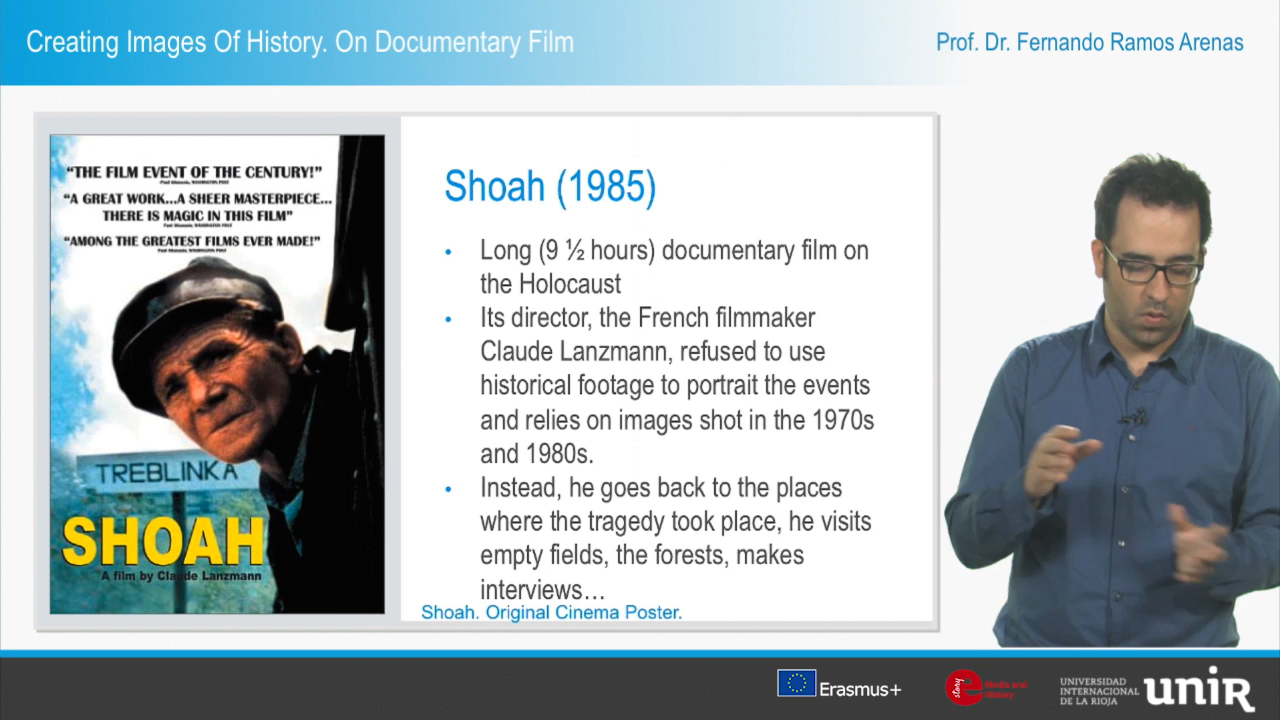 Creating Images Of History. On Documentary Film
Prof. Dr. Fernando Ramos Arenas
"THE FILM EVENT OF THE CENTURY!"
"A GREAT WORK...A SHEER MASTERPIECE...
THERE IS MAGIC IN THIS FILM"
"AMONG THE GREATEST FILMS EVER MADE!"
TREBLINKA
SHOAH
A film by Claude Lanzmann
Shoah (1985)
• Long (9 ½ hours) documentary film on
the Holocaust
• Its director, the French filmmaker
Claude Lanzmann, refused to use
historical footage to portrait the events
and relies on images shot in the 1970s
and 1980s.
• Instead, he goes back to the places
where the tragedy took place, he visits
empty fields, the forests, makes
interviews…
Shoah. Original Cinema Poster.
Erasmus+
e story
Media and
History
UNIVERSIDAD
INTERNACIONAL
DE LA RIOJA
unir